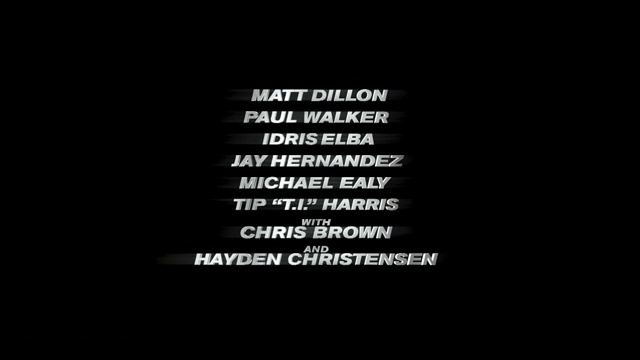 MATT DILLON
PAUL WALKER
IDRIS ELBA
JAY HERNANDEZ
MICHAEL EALY
TIP “T.I.” HARRIS
WITH
CHRIS BROWN
AND
HAYDEN CHRISTENSEN